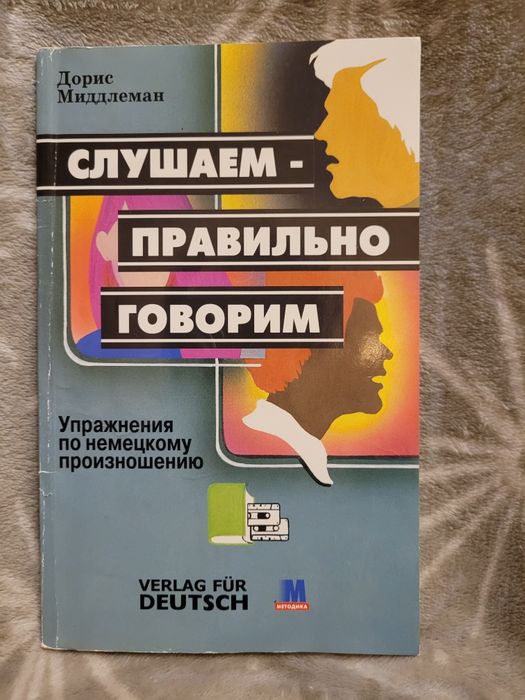 Дорис
Миддлеман
СЛУШАЕМ -
ПРАВИЛЬНО
ГОВОРИМ
Упражнения
по немецкому
произношению
VERLAG FÜR
DEUTSCH
М
МЕТОДИКА